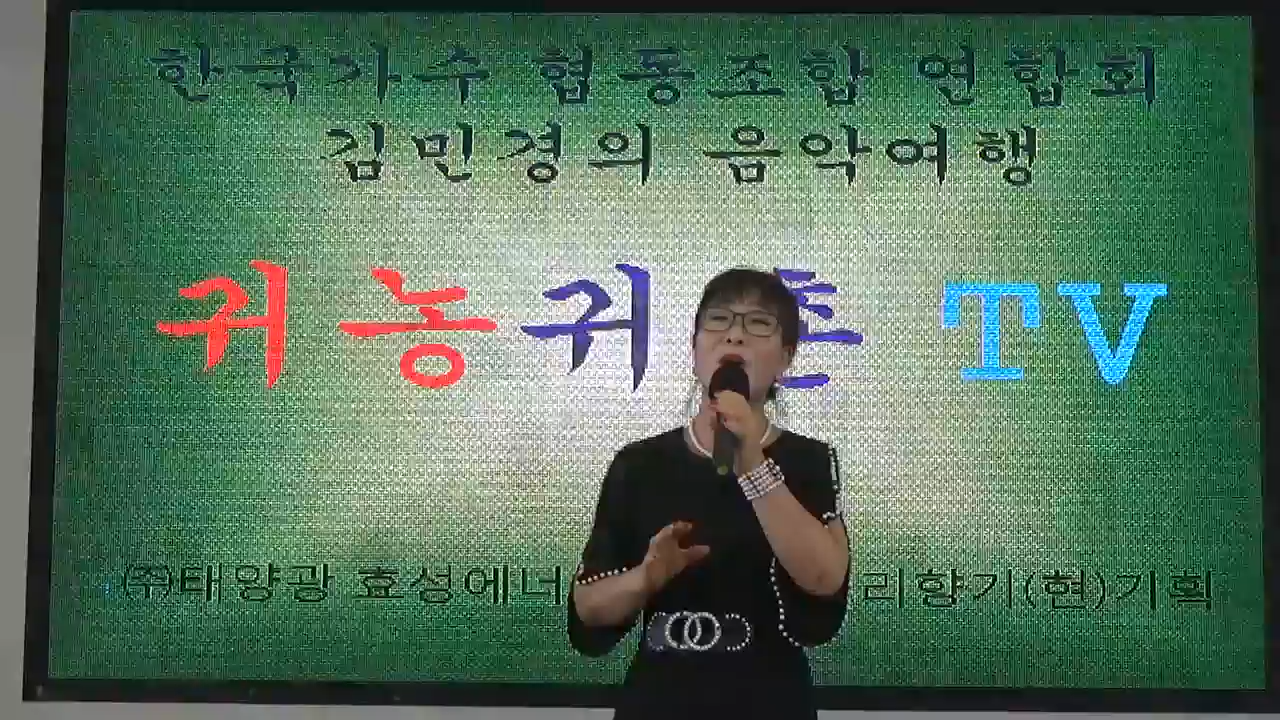 한국가수 협동조합 연합회
김민경의 음악여행
귀농귀촌 TV
㈜태양광 효성에너 리향기(현)기획